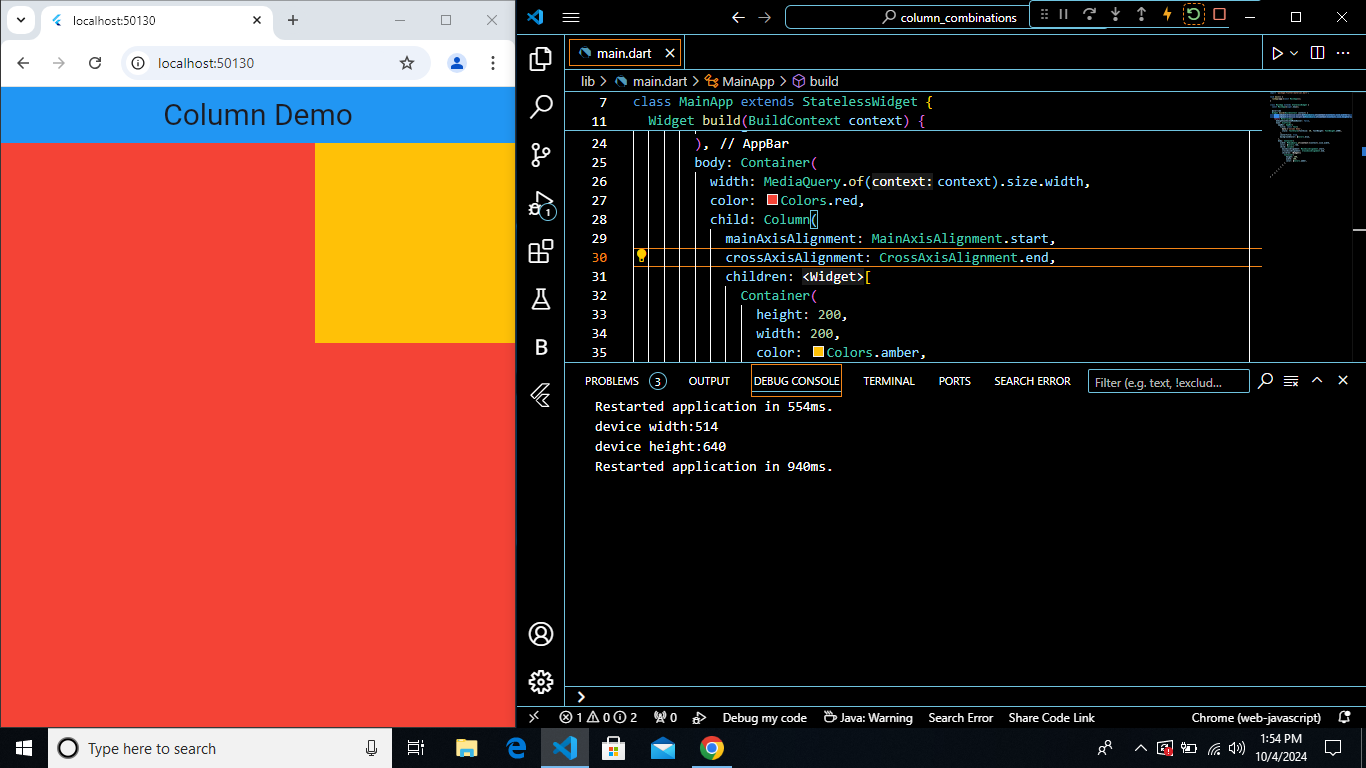 localhost:50130
localhost:50130
Column Demo
column_combinations
main.dart
lib > main.dart > MainApp > build
7 class MainApp extends StatelessWidget {
11 Widget build(BuildContext context) {
24 ), // AppBar
25 body: Container(
26 width: MediaQuery.of(context: context).size.width,
27 color: Colors.red,
28 child: Column(
29 mainAxisAlignment: MainAxisAlignment.start,
30 crossAxisAlignment: CrossAxisAlignment.end,
31 children: <Widget>[
32 Container(
33 height: 200,
34 width: 200,
35 color: Colors.amber,
PROBLEMS 3 OUTPUT DEBUG CONSOLE TERMINAL PORTS SEARCH ERROR Filter (e.g. text, !exclud...
Restarted application in 554ms.
device width:514
device height:640
Restarted application in 940ms.
1 0 2 0 Debug my code Java: Warning Search Error Share Code Link Chrome (web-javascript)
Type here to search
1:54 PM
10/4/2024